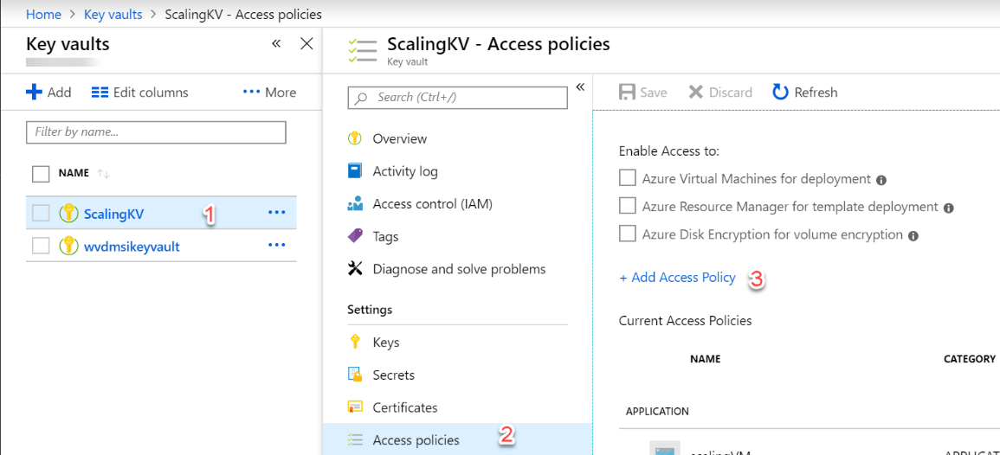 Home > Key vaults > ScalingKV - Access policies
Key vaults
«
Add
Edit columns
••• More
Filter by name...
NAME ↑↓
ScalingKV 1 •••
wvdmsikeyvault •••
ScalingKV - Access policies
Key vault
Search (Ctrl+/)
«
Overview
Activity log
Access control (IAM)
Tags
Diagnose and solve problems
Settings
Keys
Secrets
Certificates
Access policies 2
Save Discard Refresh
Enable Access to:
Azure Virtual Machines for deployment
Azure Resource Manager for template deployment
Azure Disk Encryption for volume encryption
+ Add Access Policy 3
Current Access Policies
NAME CATEGORY
APPLICATION
scalingVM APPLICATION